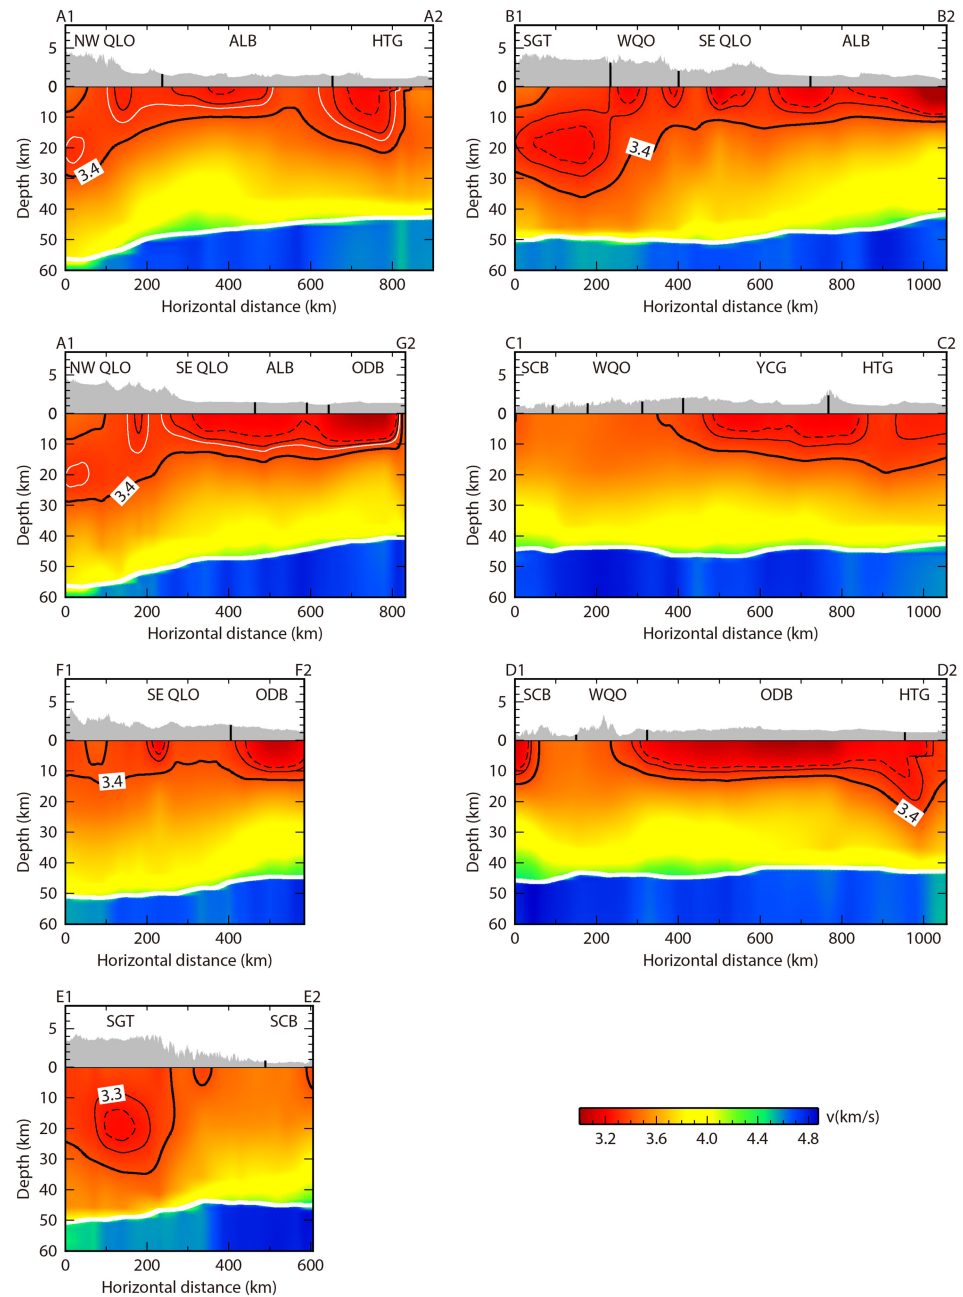 A1 A2
NW QLO ALB HTG
5
0
10
20
30
40
50
60
Depth (km)
3.4
0 200 400 600 800
Horizontal distance (km)
B1 B2
SGT WQO SE QLO ALB
5
0
10
20
30
40
50
60
Depth (km)
3.4
0 200 400 600 800 1000
Horizontal distance (km)
A1 G2
NW QLO SE QLO ALB ODB
5
0
10
20
30
40
50
60
Depth (km)
3.4
0 200 400 600 800
Horizontal distance (km)
C1 C2
SCB WQO YCG HTG
5
0
10
20
30
40
50
60
Depth (km)
0 200 400 600 800 1000
Horizontal distance (km)
F1 F2
SE QLO ODB
5
0
10
20
30
40
50
60
Depth (km)
3.4
0 200 400
Horizontal distance (km)
D1 D2
SCB WQO ODB HTG
5
0
10
20
30
40
50
60
Depth (km)
3.4
0 200 400 600 800 1000
Horizontal distance (km)
E1 E2
SGT SCB
5
0
10
20
30
40
50
60
Depth (km)
3.3
0 200 400 600
Horizontal distance (km)
v(km/s)
3.2 3.6 4.0 4.4 4.8